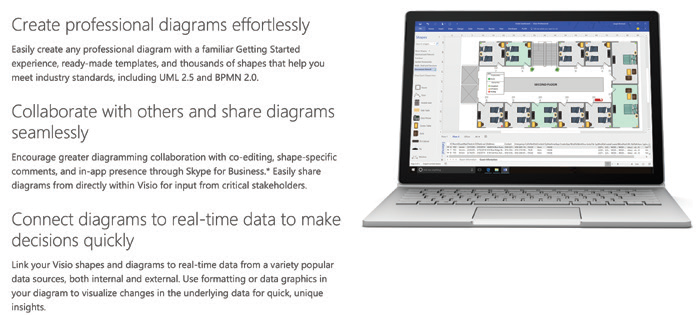 Create professional diagrams effortlessly
Easily create any professional diagram with a familiar Getting Started
experience, ready-made templates, and thousands of shapes that help you
meet industry standards, including UML 2.5 and BPMN 2.0.
Collaborate with others and share diagrams
seamlessly
Encourage greater diagramming collaboration with co-editing, shape-specific
comments, and in-app presence through Skype for Business.* Easily share
diagrams from directly within Visio for input from critical stakeholders.
Connect diagrams to real-time data to make
decisions quickly
Link your Visio shapes and diagrams to real-time data from a variety popular
data sources, both internal and external. Use formatting or data graphics in
your diagram to visualize changes in the underlying data for quick, unique
insights.
SECOND FLOOR